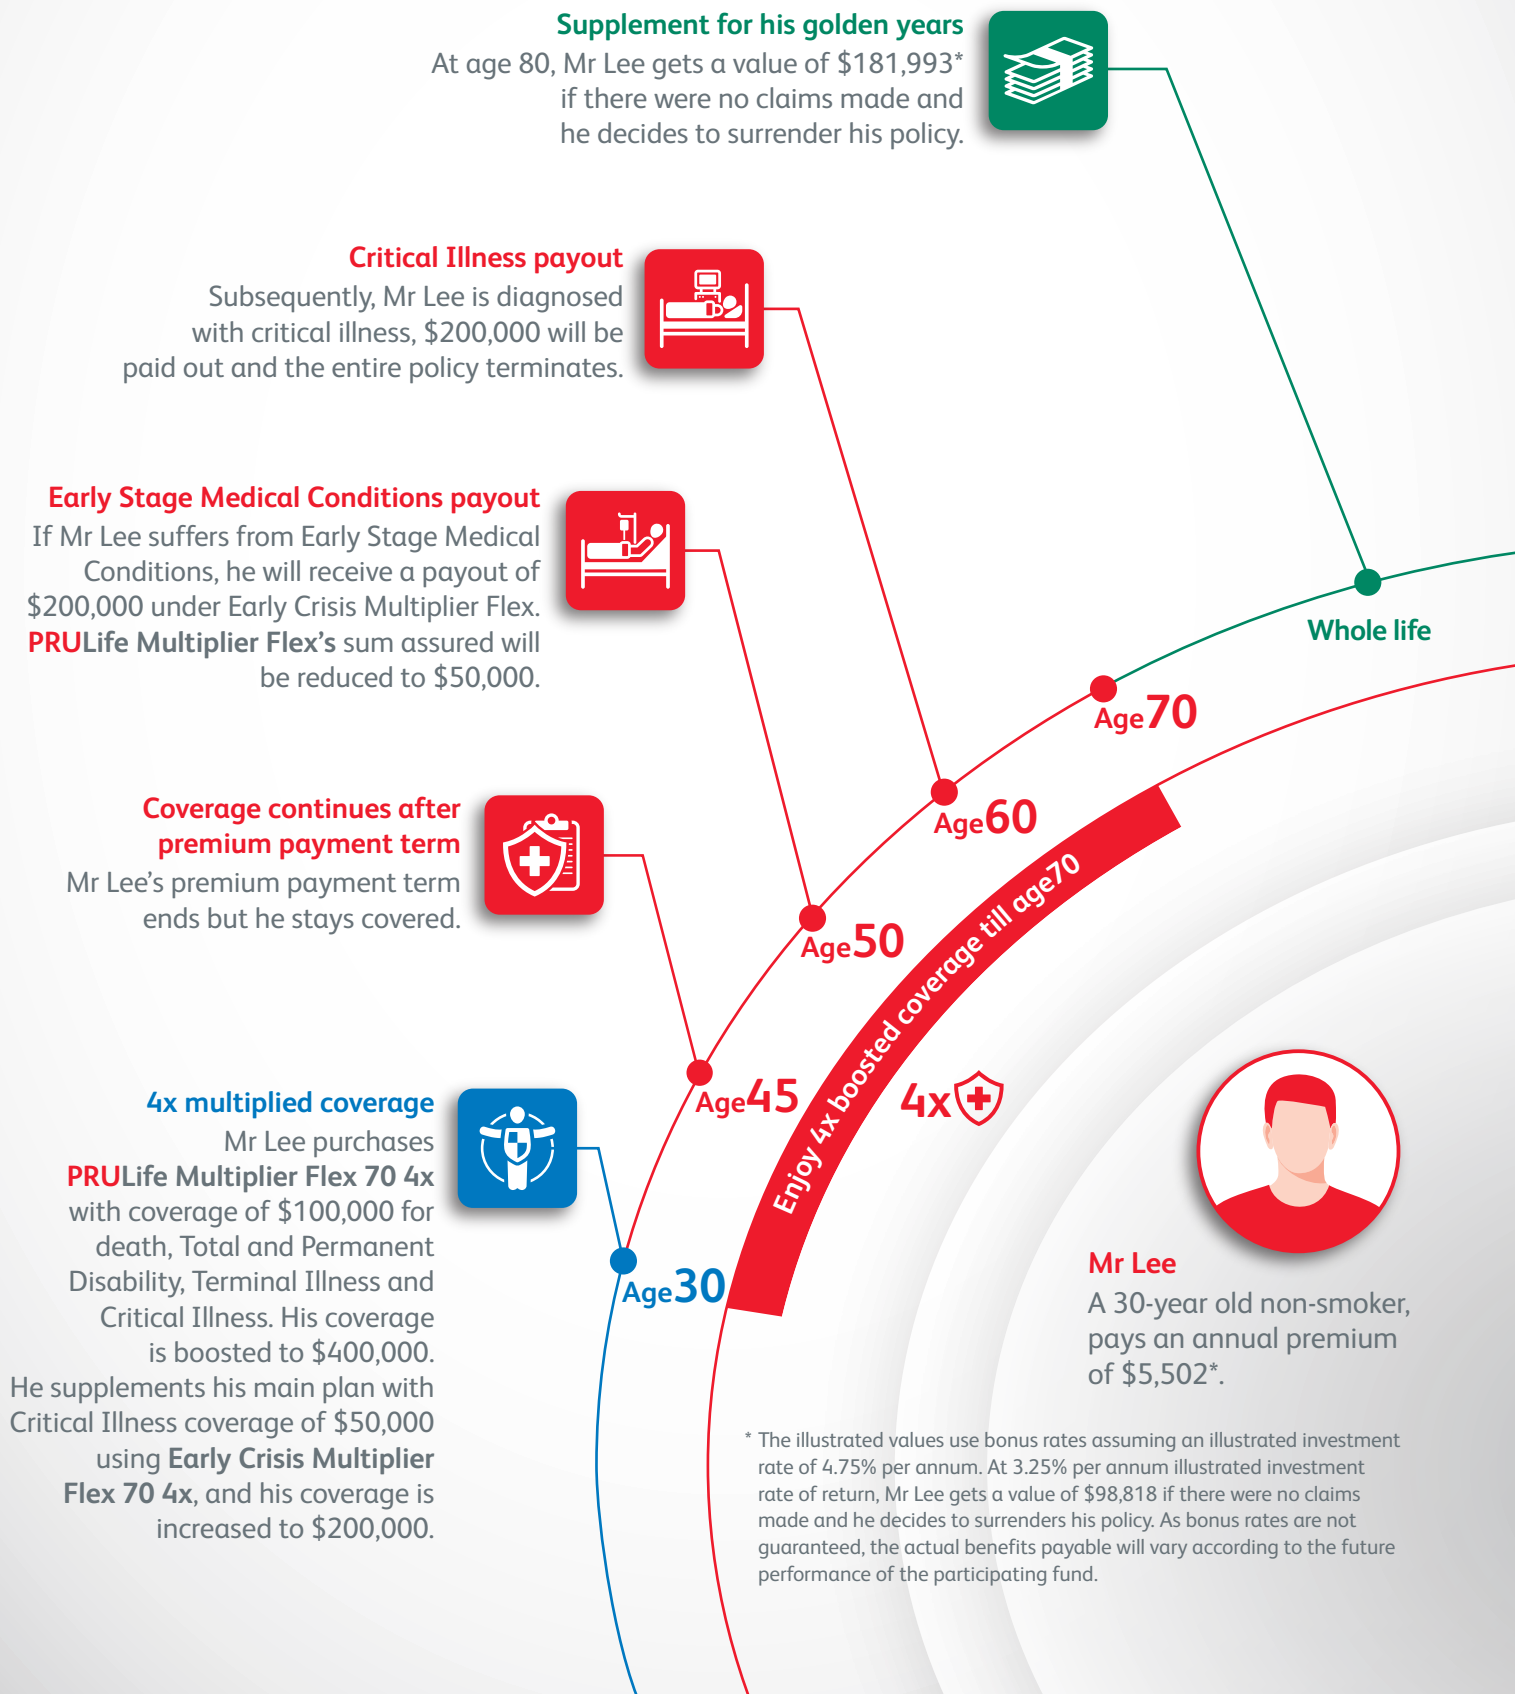 Supplement for his golden years
At age 80, Mr Lee gets a value of $181,993*
if there were no claims made and
he decides to surrender his policy.
Critical Illness payout
Subsequently, Mr Lee is diagnosed
with critical illness, $200,000 will be
paid out and the entire policy terminates.
Early Stage Medical Conditions payout
If Mr Lee suffers from Early Stage Medical
Conditions, he will receive a payout of
$200,000 under Early Crisis Multiplier Flex.
PRULife Multiplier Flex's sum assured will
be reduced to $50,000.
Whole life
Age70
Age60
Coverage continues after
premium payment term
Mr Lee's premium payment term
ends but he stays covered.
Age50
Age45
Enjoy 4x boosted coverage till age70
4x
4x multiplied coverage
Mr Lee purchases
PRULife Multiplier Flex 70 4x
with coverage of $100,000 for
death, Total and Permanent
Disability, Terminal Illness and
Critical Illness. His coverage
is boosted to $400,000.
He supplements his main plan with
Critical Illness coverage of $50,000
using Early Crisis Multiplier
Flex 70 4x, and his coverage is
increased to $200,000.
Age30
Mr Lee
A 30-year old non-smoker,
pays an annual premium
of $5,502*.
* The illustrated values use bonus rates assuming an illustrated investment
rate of 4.75% per annum. At 3.25% per annum illustrated investment
rate of return, Mr Lee gets a value of $98,818 if there were no claims
made and he decides to surrenders his policy. As bonus rates are not
guaranteed, the actual benefits payable will vary according to the future
performance of the participating fund.